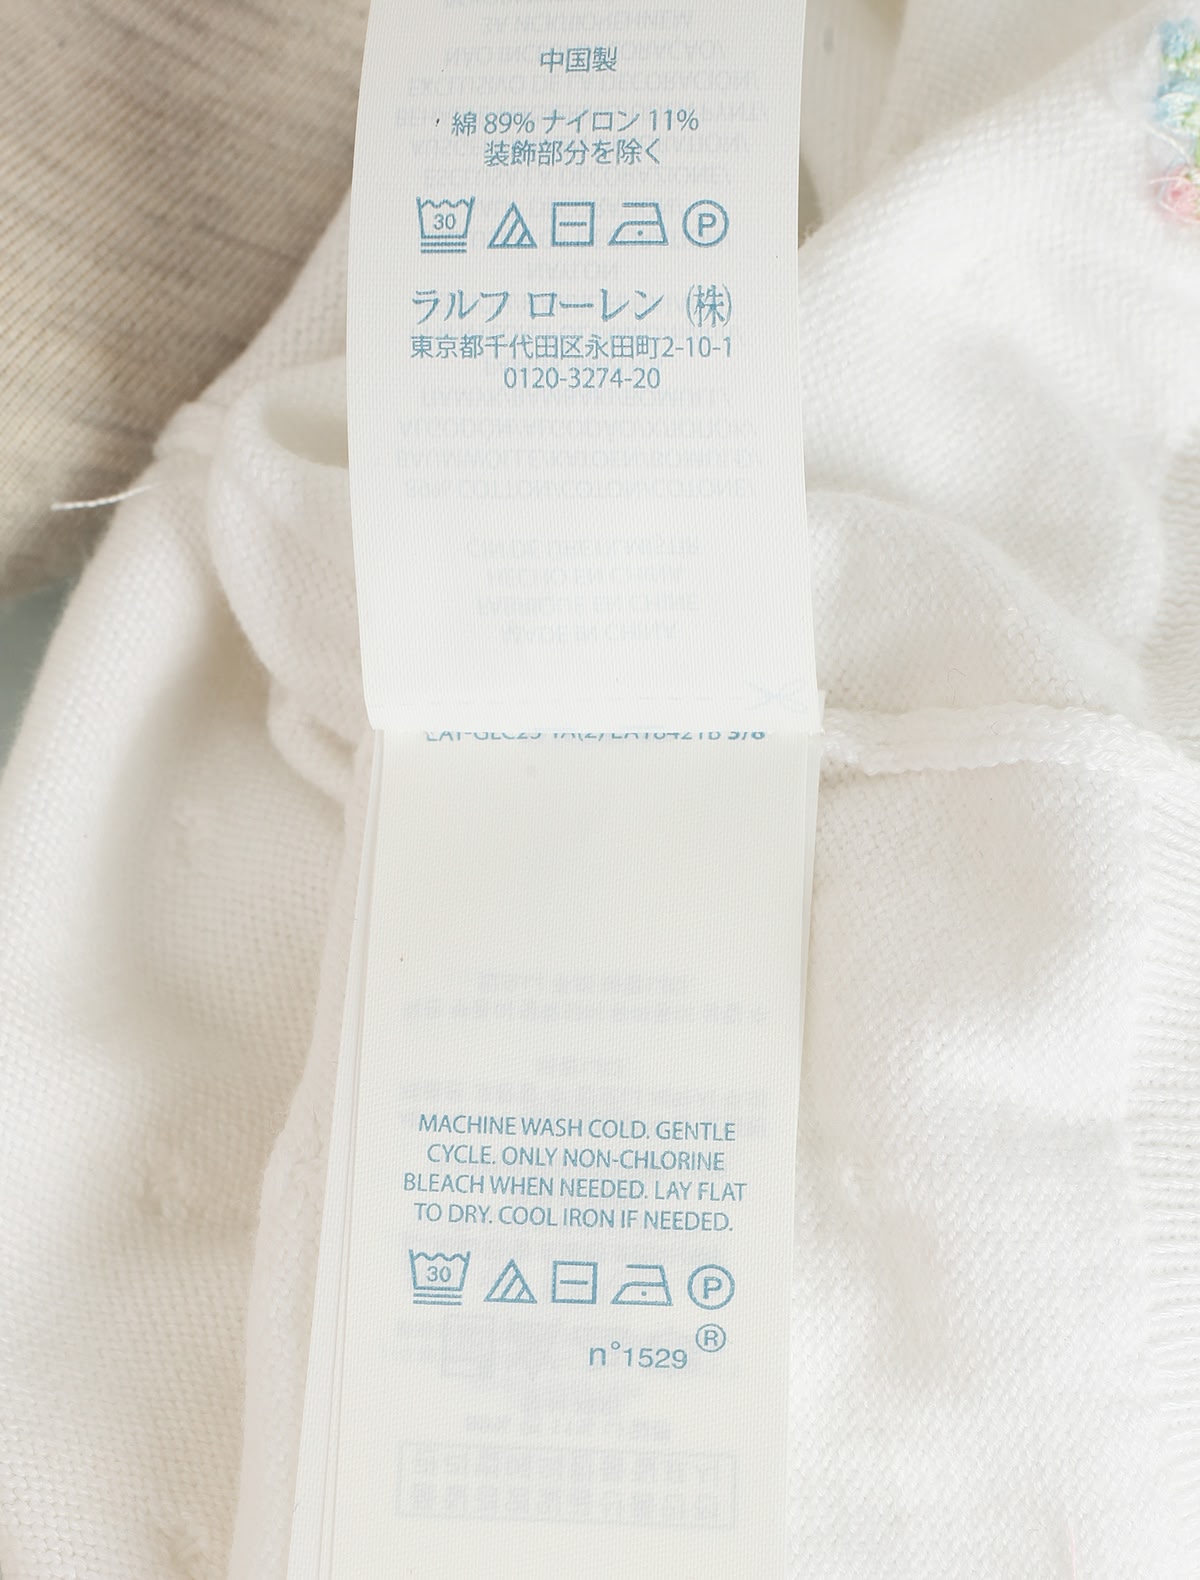 中国製
綿 89% ナイロン 11%
装飾部分を除く
30 P
ラルフ ローレン (株)
東京都千代田区永田町2-10-1
0120-3274-20
MACHINE WASH COLD. GENTLE
CYCLE. ONLY NON-CHLORINE
BLEACH WHEN NEEDED. LAY FLAT
TO DRY. COOL IRON IF NEEDED.
30 P
n°1529 ®